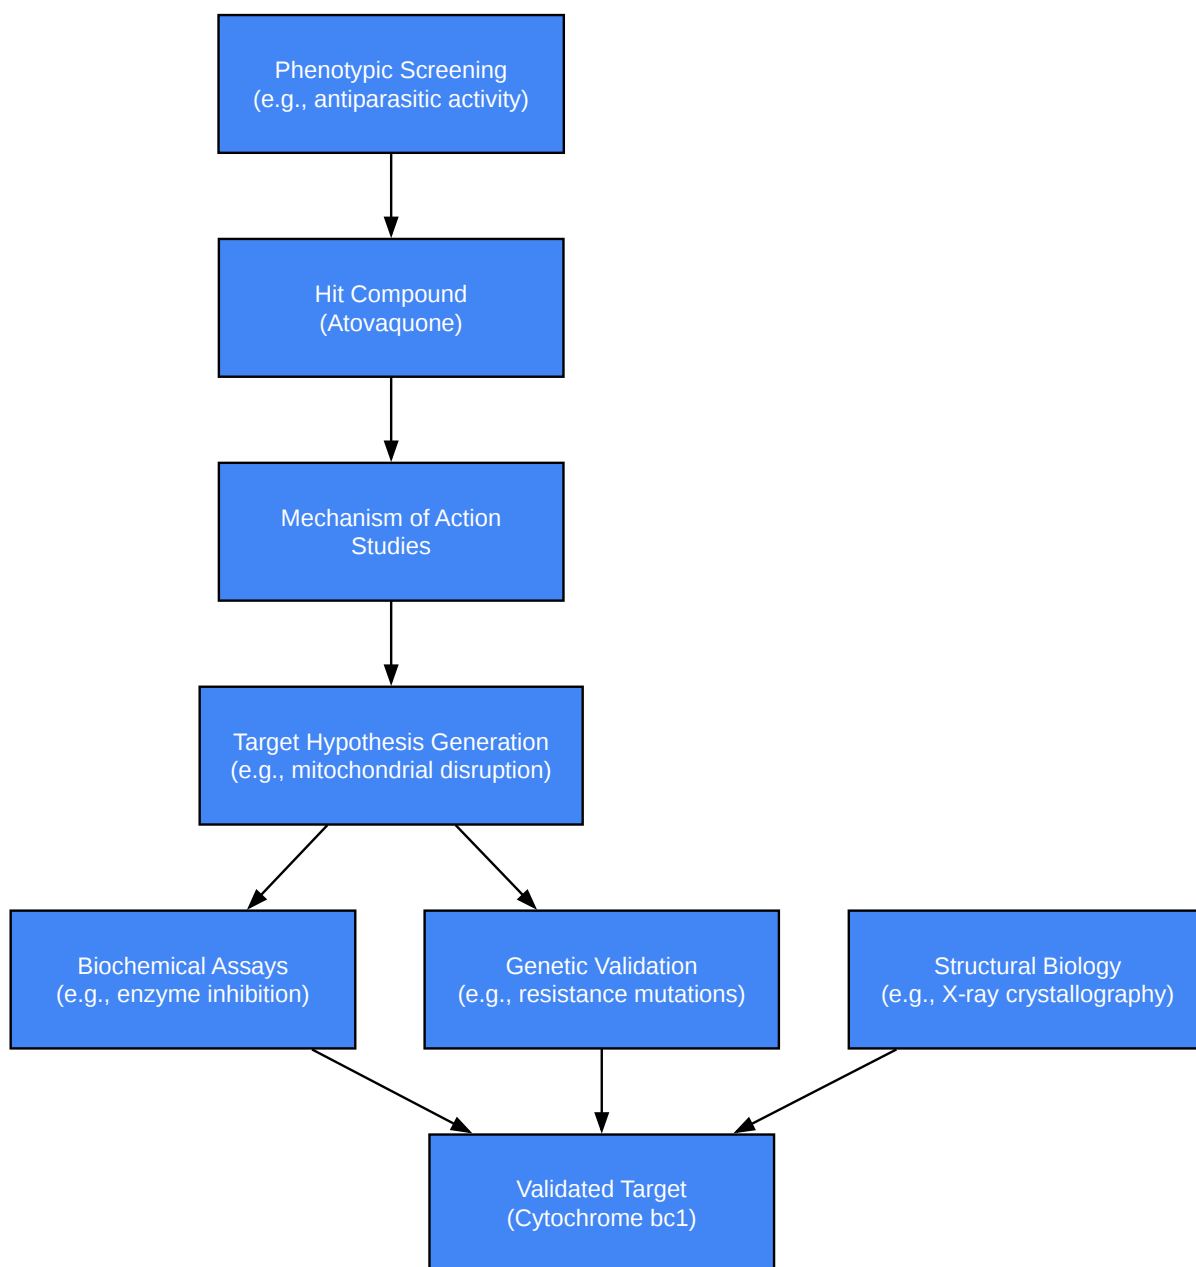 Phenotypic Screening
(e.g., antiparasitic activity)
Hit Compound
(Atovaquone)
Mechanism of Action
Studies
Target Hypothesis Generation
(e.g., mitochondrial disruption)
Biochemical Assays
(e.g., enzyme inhibition)
Genetic Validation
(e.g., resistance mutations)
Structural Biology
(e.g., X-ray crystallography)
Validated Target
(Cytochrome bc1)